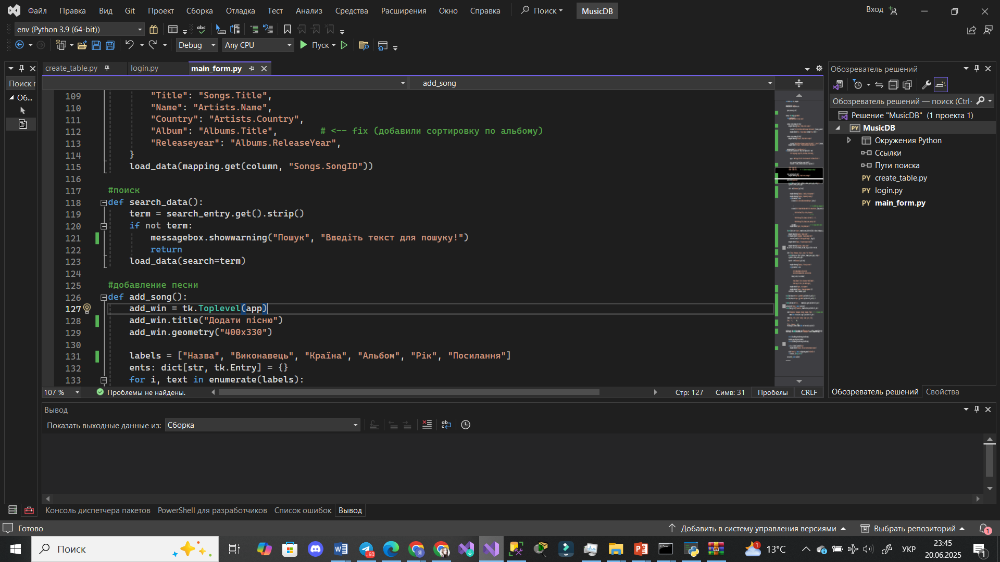 Файл Правка Вид Git Проект Сборка Отладка Тест Анализ Средства Расширения Окно Справка Поиск MusicDB Вход
env (Python 3.9 (64-bit)) abc
Debug Any CPU Пуск
create_table.py login.py main_form.py
add_song
Об...
109 "Title": "Songs.Title",
110 "Name": "Artists.Name",
111 "Country": "Artists.Country",
112 "Album": "Albums.Title", # <-- fix (добавили сортировку по альбому)
113 "Releaseyear": "Albums.ReleaseYear",
114 }
115 load_data(mapping.get(column, "Songs.SongID"))
116
117 #поиск
118 def search_data():
119 term = search_entry.get().strip()
120 if not term:
121 messagebox.showwarning("Пошук", "Введіть текст для пошуку!")
122 return
123 load_data(search=term)
124
125 #добавление песни
126 def add_song():
127 add_win = tk.Toplevel(app)
128 add_win.title("Додати пісню")
129 add_win.geometry("400x330")
130
131 labels = ["Назва", "Виконавець", "Країна", "Альбом", "Рік", "Посилання"]
132 ents: dict[str, tk.Entry] = {}
133 for i, text in enumerate(labels):
107 % Проблемы не найдены. Стр: 127 Симв: 31 Пробелы CRLF
Поиск г
Обозреватель решений
Обозреватель решений — поиск (Ctrl-
Решение "MusicDB" (1 проекта 1)
PY MusicDB
Окружения Python
Ссылки
Пути поиска
PY create_table.py
PY login.py
PY main_form.py
Обозреватель решений Свойства
Вывод
Показать выходные данные из: Сборка
Консоль диспетчера пакетов PowerShell для разработчиков Список ошибок Вывод
Готово Добавить в систему управления версиями Выбрать репозиторий 1
Поиск 60 1 13°C УКР 23:45
20.06.2025 1